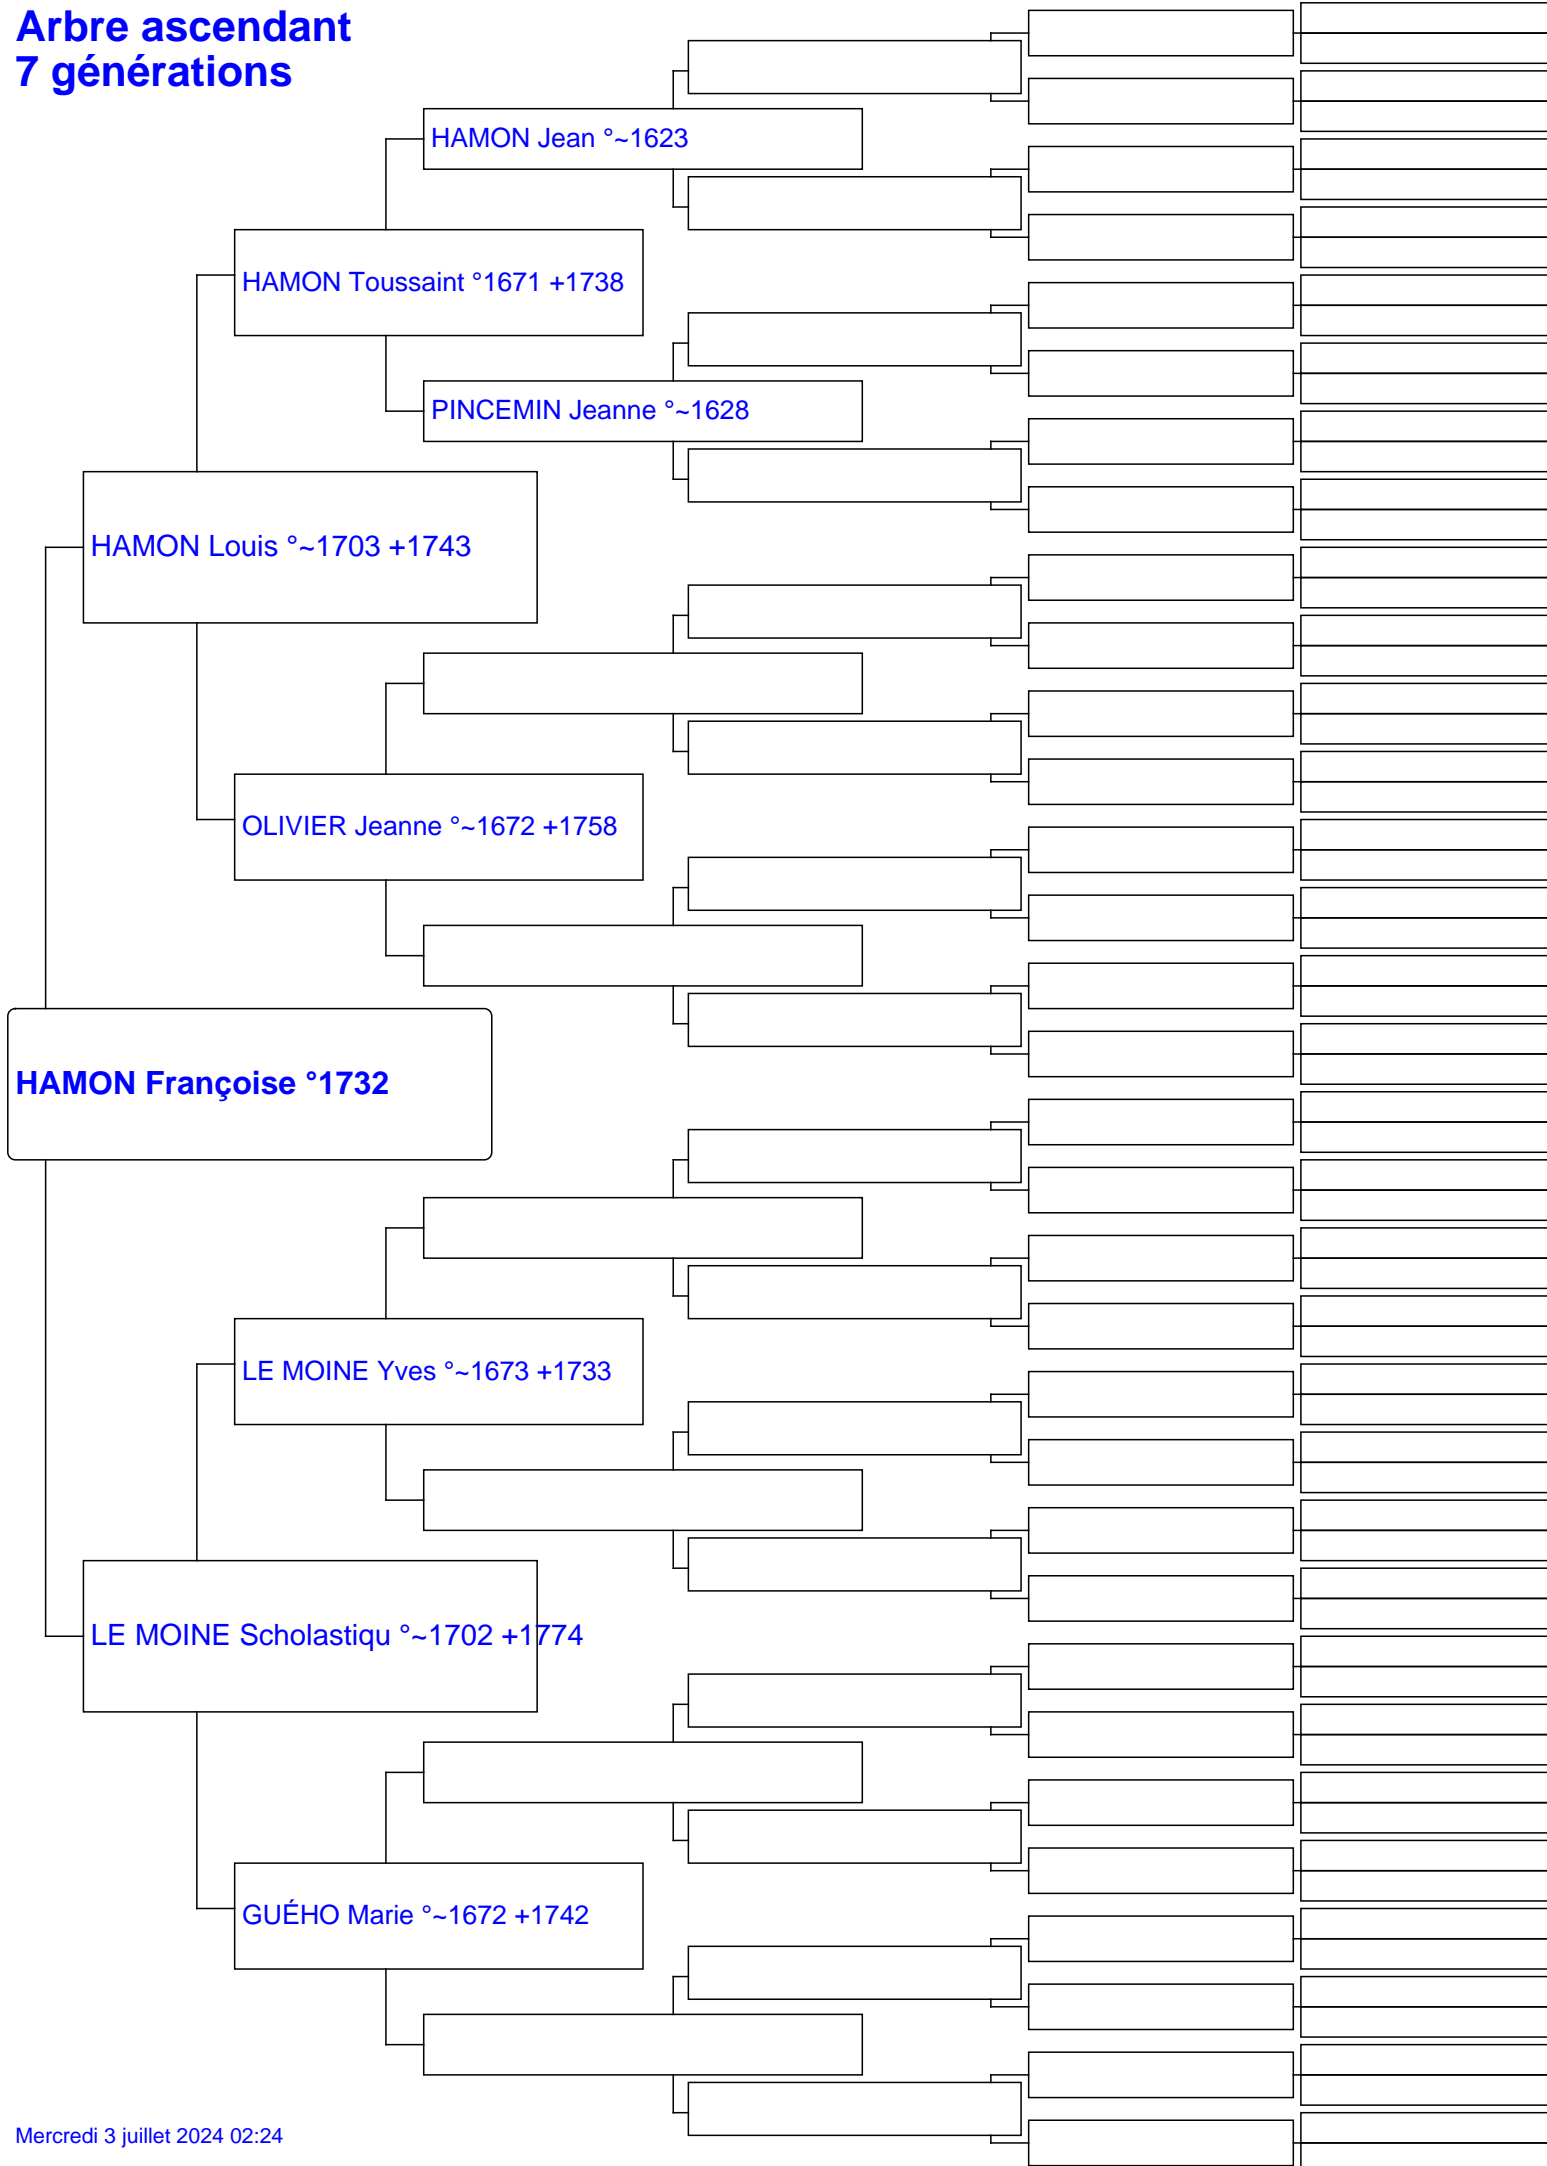 Arbre ascendant
7 générations
HAMON Jean °~1623
HAMON Toussaint °1671 +1738
PINCEMIN Jeanne °~1628
HAMON Louis °~1703 +1743
OLIVIER Jeanne °~1672 +1758
HAMON Françoise °1732
LE MOINE Yves °~1673 +1733
LE MOINE Scholastiqu °~1702 +1774
GUÉHO Marie °~1672 +1742
Mercredi 3 juillet 2024 02:24